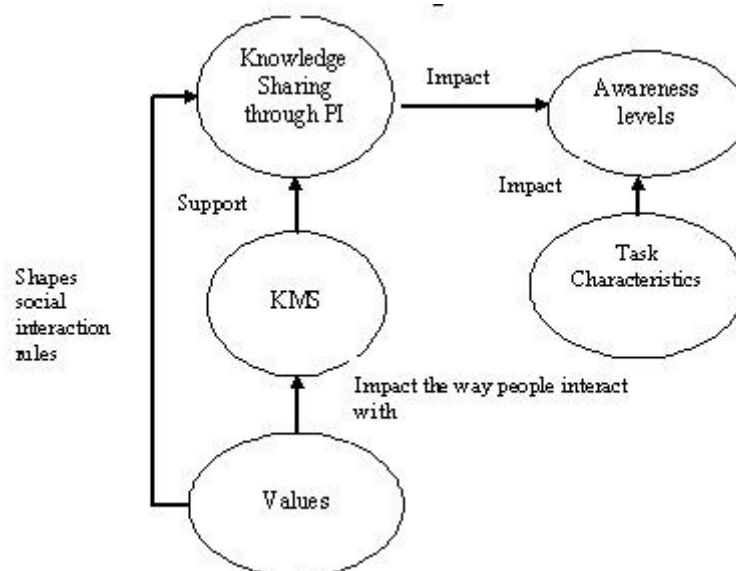 Knowledge
Sharing
through PI
Impact
Awareness
levels
Support
Impact
Task
Characteristics
Shapes
social
interaction
rules
KMS
Impact the way people interact
with
Values